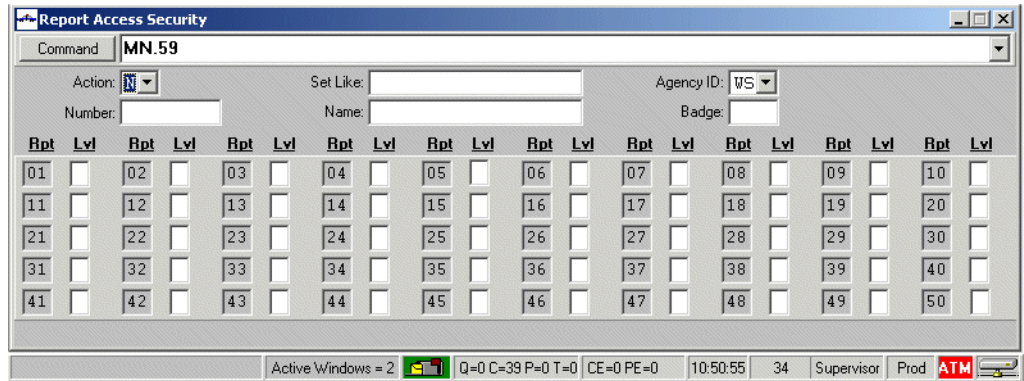 Report Access Security
Command MN.59
Action: N Set Like: Agency ID: WS
Number: Name: Badge:
Rpt Lvl Rpt Lvl Rpt Lvl Rpt Lvl Rpt Lvl Rpt Lvl Rpt Lvl Rpt Lvl Rpt Lvl Rpt Lvl
01 02 03 04 05 06 07 08 09 10
11 12 13 14 15 16 17 18 19 20
21 22 23 24 25 26 27 28 29 30
31 32 33 34 35 36 37 38 39 40
41 42 43 44 45 46 47 48 49 50
Active Windows = 2 Q=0 C=39 P=0 T=0 CE=0 PE=0 10:50:55 34 Supervisor Prod ATM